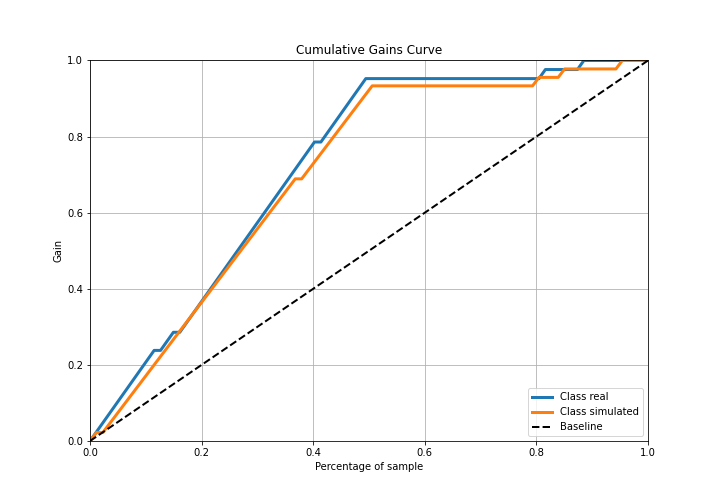 Cumulative Gains Curve
1.0
0.8
0.6
0.4
0.2
0.0
Gain
0.0 0.2 0.4 0.6 0.8 1.0
Percentage of sample
Class real
Class simulated
Baseline